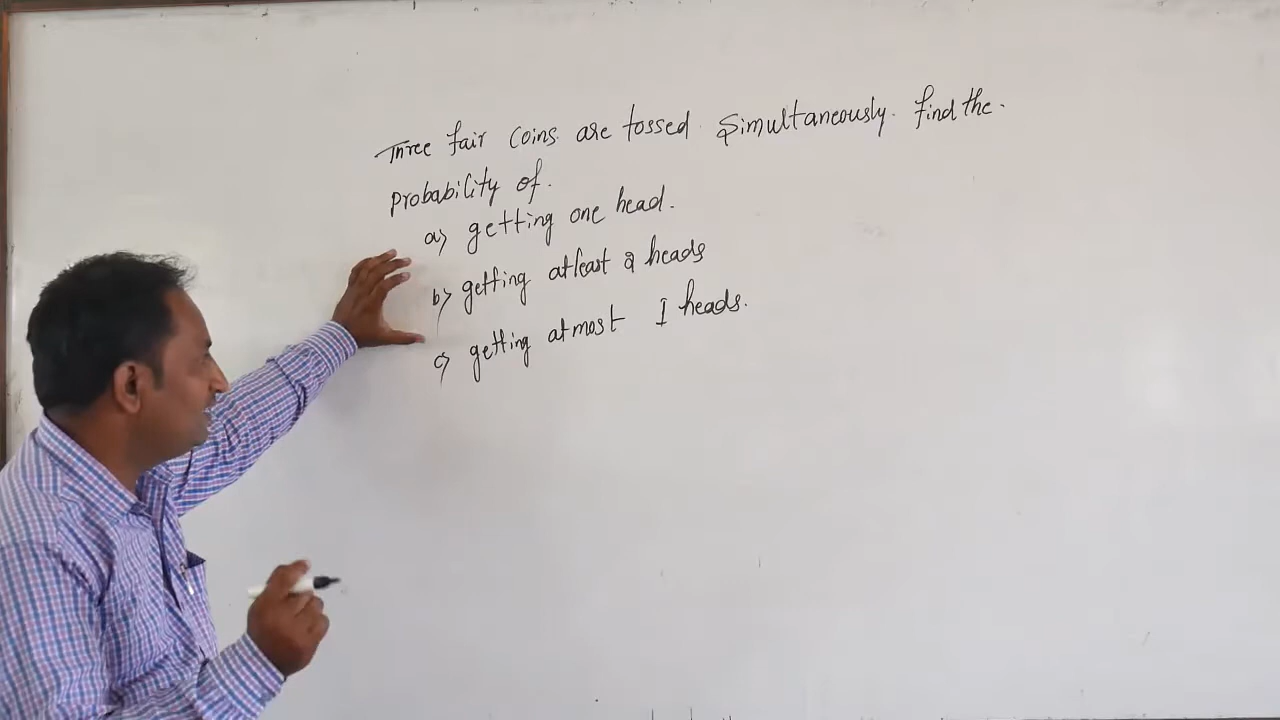 Three fair coins are tossed. Simultaneously. find the.
probability of.
a) getting one head.
b) getting atleast 2 heads
c) getting atmost 1 heads.